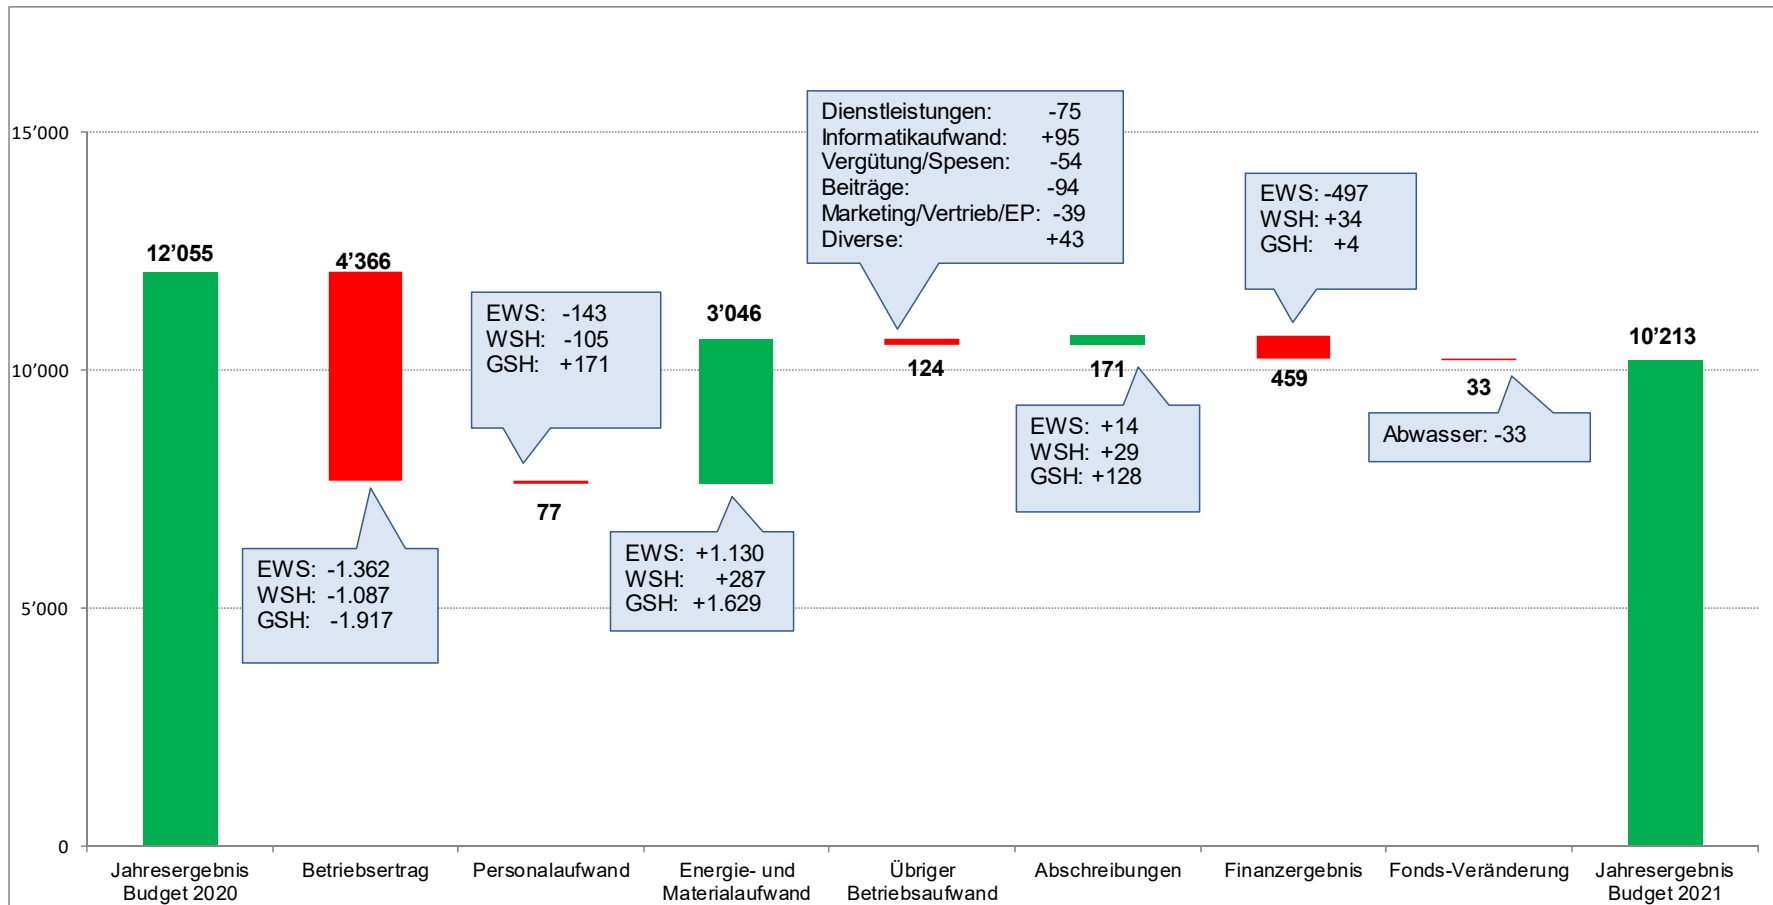 15’000
10’000
5’000
0
12’055
4’366
EWS: -1.362
WSH: -1.087
GSH: -1.917
EWS: -143
WSH: -105
GSH: +171
77
3’046
EWS: +1.130
WSH: +287
GSH: +1.629
Dienstleistungen: -75
Informatikaufwand: +95
Vergütung/Spesen: -54
Beiträge: -94
Marketing/Vertrieb/EP: -39
Diverse: +43
124
171
EWS: +14
WSH: +29
GSH: +128
EWS: -497
WSH: +34
GSH: +4
459
33
Abwasser: -33
10’213
Jahresergebnis
Budget 2020
Betriebsertrag
Personalaufwand
Energie- und
Materialaufwand
Übriger
Betriebsaufwand
Abschreibungen
Finanzergebnis
Fonds-Veränderung
Jahresergebnis
Budget 2021